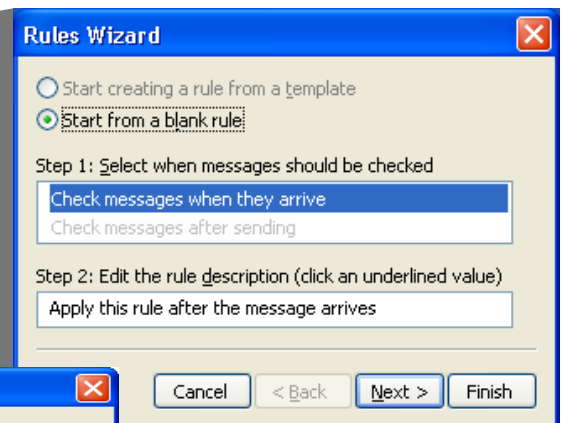 Rules Wizard
Start creating a rule from a template
Start from a blank rule
Step 1: Select when messages should be checked
Check messages when they arrive
Check messages after sending
Step 2: Edit the rule description (click an underlined value)
Apply this rule after the message arrives
Cancel < Back Next > Finish